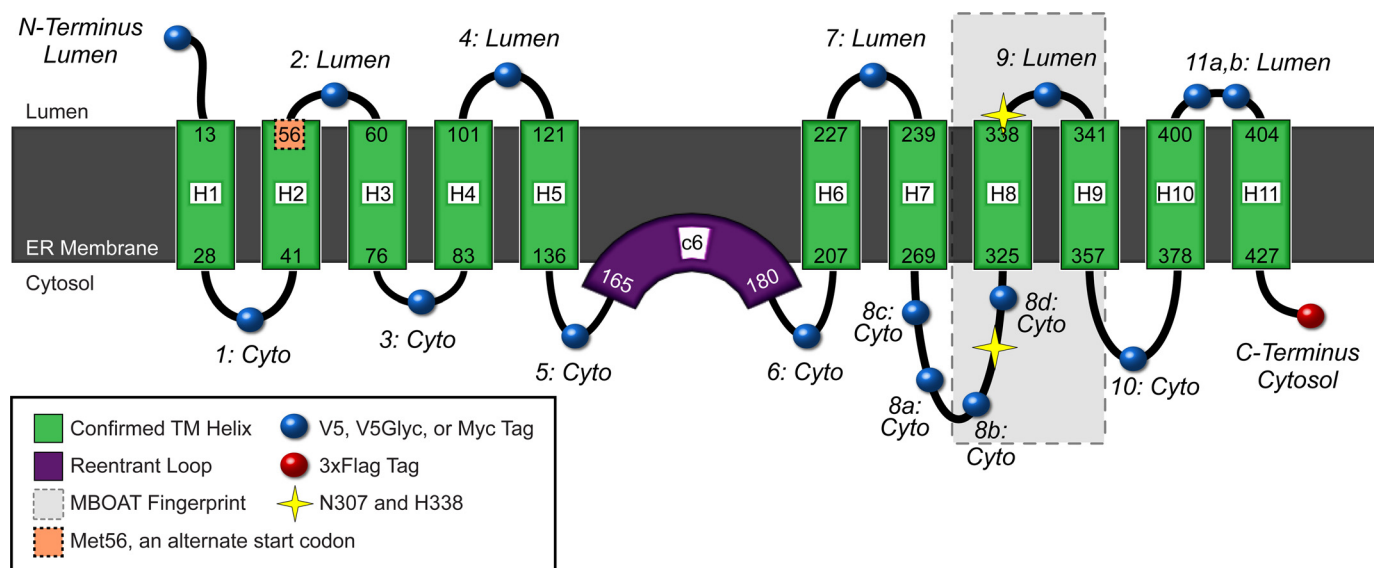 N-Terminus
Lumen
2: Lumen
4: Lumen
7: Lumen
9: Lumen
11a,b: Lumen
Lumen
13
56
60
101
121
227
239
338
341
400
404
H1
H2
H3
H4
H5
c6
H6
H7
H8
H9
H10
H11
ER Membrane
28
41
76
83
136
165
180
207
269
325
357
378
427
Cytosol
1: Cyto
3: Cyto
5: Cyto
6: Cyto
8c:
Cyto
8a:
Cyto
8b:
Cyto
8d:
Cyto
10: Cyto
C-Terminus
Cytosol
Confirmed TM Helix
Reentrant Loop
MBOAT Fingerprint
Met56, an alternate start codon
V5, V5Glyc, or Myc Tag
3xFlag Tag
N307 and H338